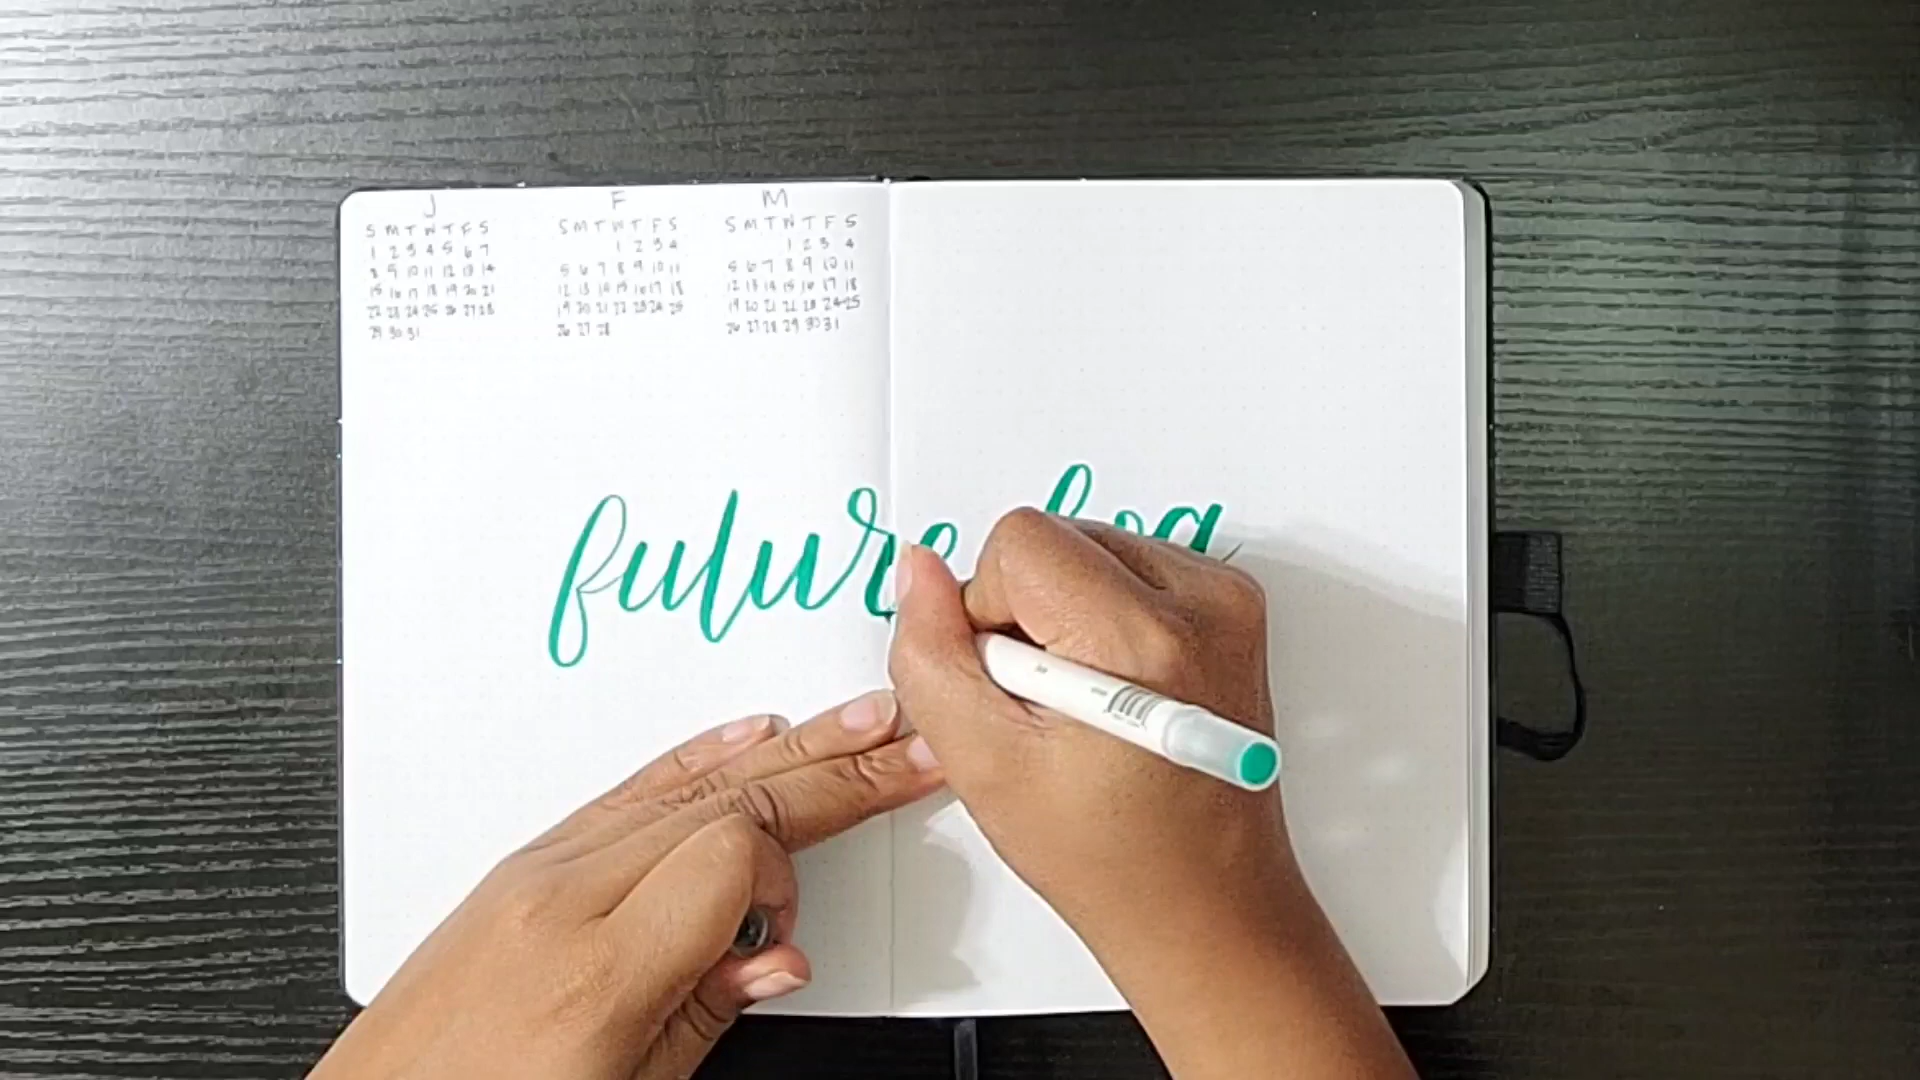 J F M
S M T W T F S S M T W T F S S M T W T F S
1 2 3 4 5 6 7 1 2 3 4 1 2 3 4
8 9 10 11 12 13 14 5 6 7 8 9 10 11 5 6 7 8 9 10 11
15 16 17 18 19 20 21 12 13 14 15 16 17 18 12 13 14 15 16 17 18
22 23 24 25 26 27 28 19 20 21 22 23 24 25 19 20 21 22 23 24 25
29 30 31 26 27 28 26 27 28 29 30 31
future log